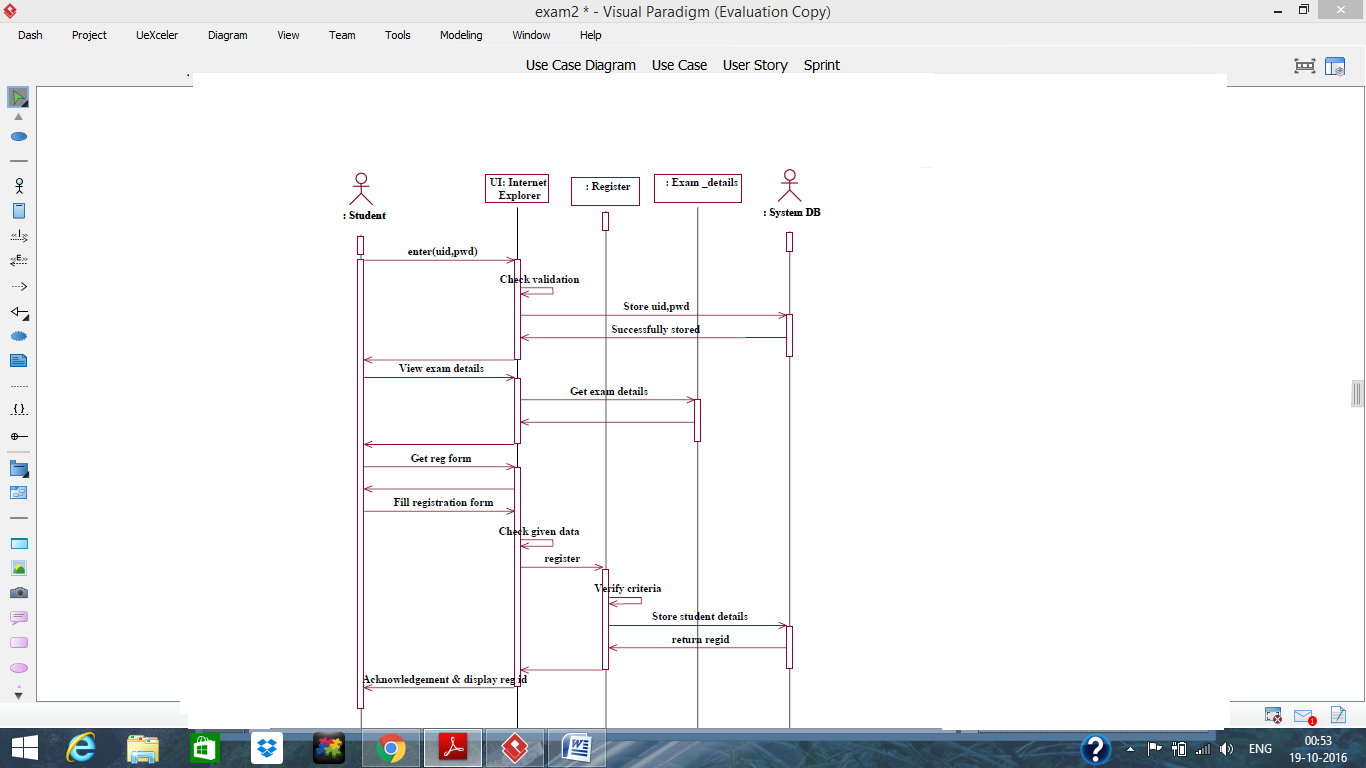 exam2 * - Visual Paradigm (Evaluation Copy)
Dash Project UeXceler Diagram View Team Tools Modeling Window Help
Use Case Diagram Use Case User Story Sprint
UI: Internet
Explorer
: Register
: Exam _details
: Student
: System DB
enter(uid,pwd)
Check validation
Store uid,pwd
Successfully stored
View exam details
Get exam details
Get reg form
Fill registration form
Check given data
register
Verify criteria
Store student details
return regid
Acknowledgement & display reg id
1
ENG
00:53
19-10-2016